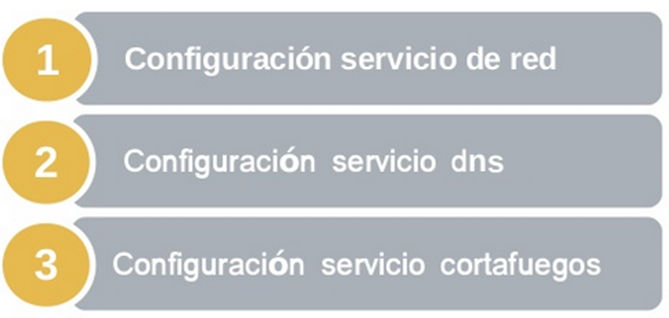 1 Configuración servicio de red
2 Configuración servicio dns
3 Configuración servicio cortafuegos